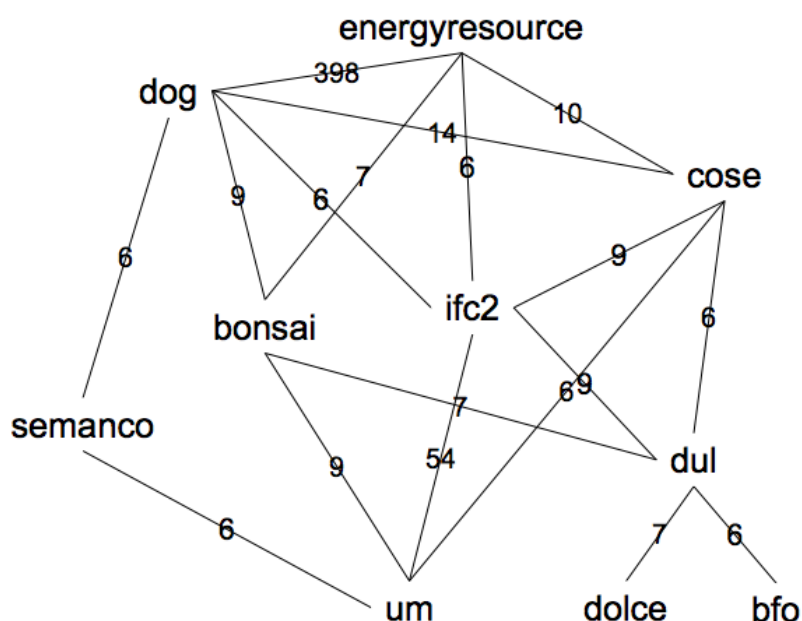 energyresource
398
dog
10
14
6
7
cose
9
6
9
6
ifc2
6
bonsai
6
9
7
semanco
54
dul
9
6
7
6
um
dolce
bfo